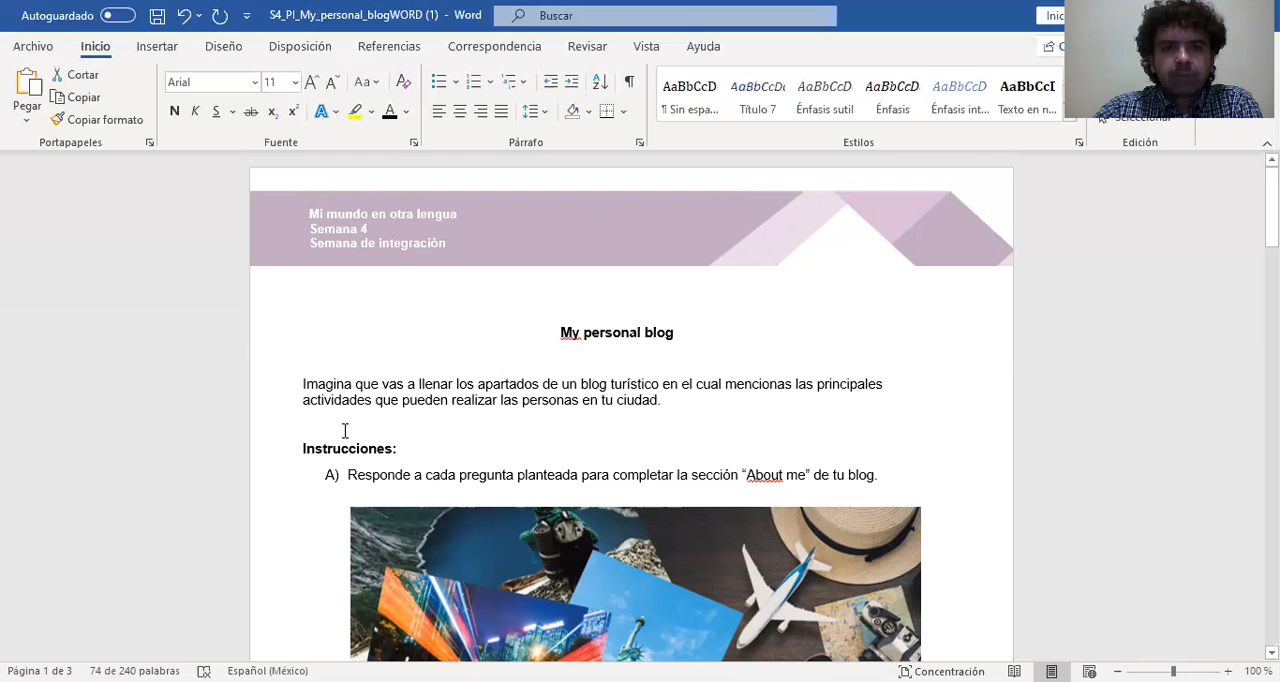 Autoguardado
S4_PI_My_personal_blogWORD (1) - Word
Buscar
Archivo Inicio Insertar Diseño Disposición Referencias Correspondencia Revisar Vista Ayuda
Pegar
Cortar
Copiar
Copiar formato
Arial 11
Aa
N K S ab x₂ x²
AaBbCcD AaBbCcDc AaBbCcD AaBbCcD AaBbCcD AaBbCcI
¶ Sin espa... Título 7 Énfasis sutil Énfasis Énfasis int... Texto en n...
Portapapeles Fuente Párrafo Estilos Edición
Mi mundo en otra lengua
Semana 4
Semana de integración
My personal blog
Imagina que vas a llenar los apartados de un blog turístico en el cual mencionas las principales
actividades que pueden realizar las personas en tu ciudad.
Instrucciones:
A) Responde a cada pregunta planteada para completar la sección “About me” de tu blog.
Página 1 de 3 74 de 240 palabras Español (México) Concentración 100 %